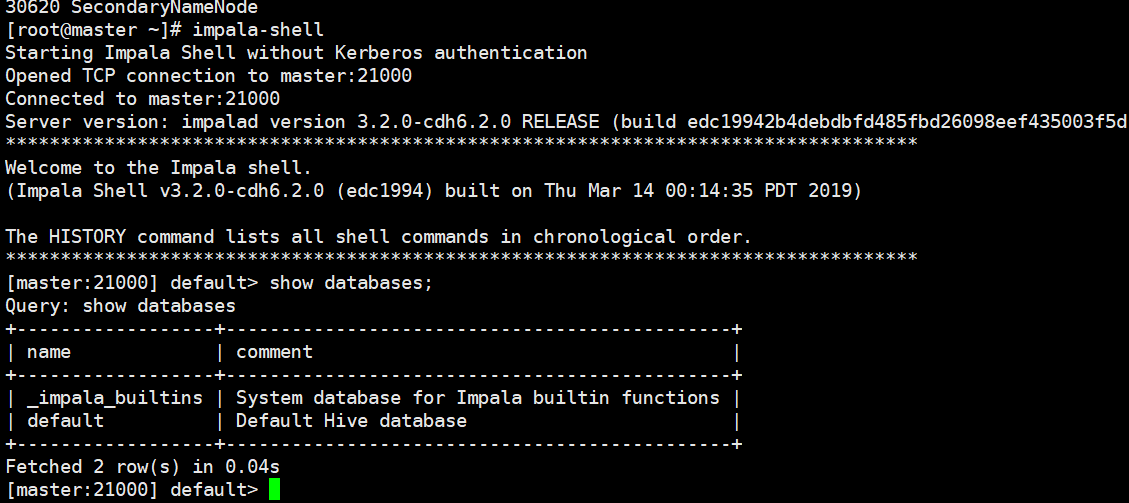 30620 SecondaryNameNode
[root@master ~]# impala-shell
Starting Impala Shell without Kerberos authentication
Opened TCP connection to master:21000
Connected to master:21000
Server version: impalad version 3.2.0-cdh6.2.0 RELEASE (build edc19942b4debdbfd485fbd26098eef435003f5d
***********************************************************************************
Welcome to the Impala shell.
(Impala Shell v3.2.0-cdh6.2.0 (edc1994) built on Thu Mar 14 00:14:35 PDT 2019)

The HISTORY command lists all shell commands in chronological order.
***********************************************************************************
[master:21000] default> show databases;
Query: show databases
+------------------+----------------------------------------------+
| name             | comment                                      |
+------------------+----------------------------------------------+
| _impala_builtins | System database for Impala builtin functions |
| default          | Default Hive database                        |
+------------------+----------------------------------------------+
Fetched 2 row(s) in 0.04s
[master:21000] default>